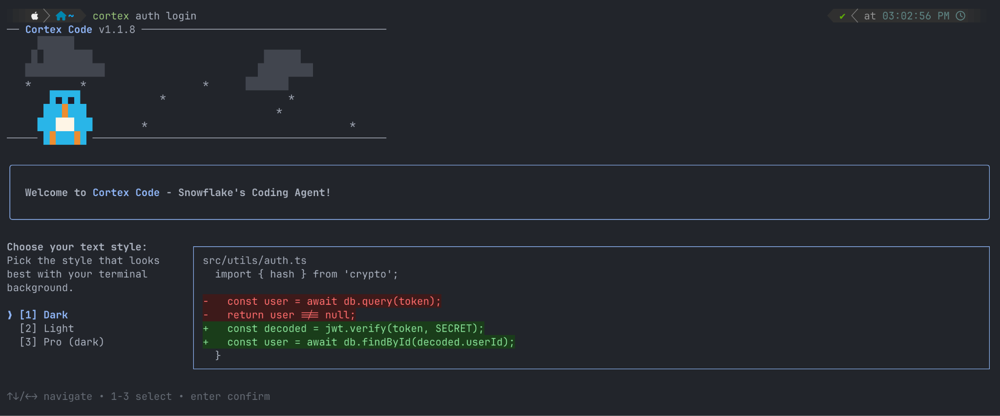 ~ cortex auth login ✔ at 03:02:56 PM
Cortex Code v1.1.8
* * *
* *
*
* *
Welcome to Cortex Code - Snowflake's Coding Agent!
Choose your text style:
Pick the style that looks
best with your terminal
background.
❱ [1] Dark
[2] Light
[3] Pro (dark)
src/utils/auth.ts
import { hash } from 'crypto';
- const user = await db.query(token);
- return user !== null;
+ const decoded = jwt.verify(token, SECRET);
+ const user = await db.findById(decoded.userId);
}
↑↓/←→ navigate • 1-3 select • enter confirm